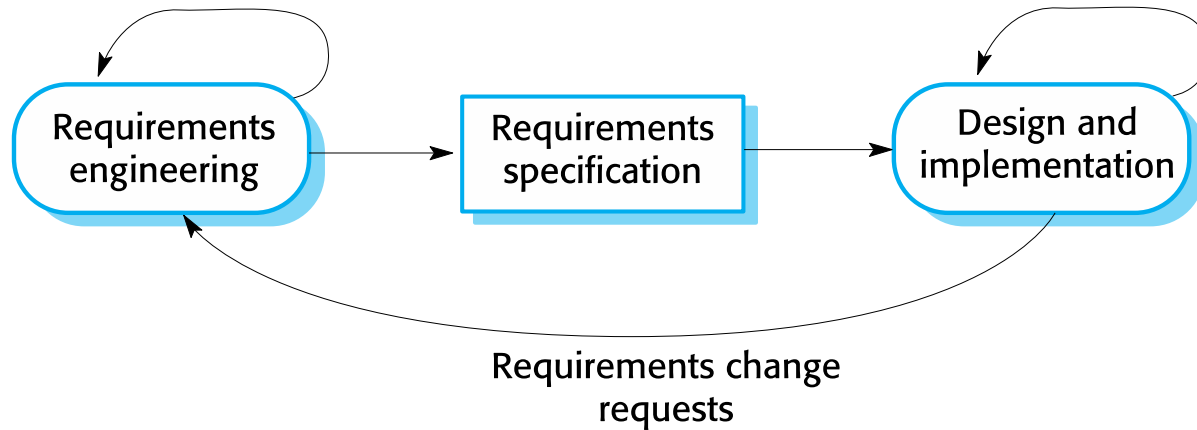 Requirements
engineering
Requirements
specification
Design and
implementation
Requirements change
requests